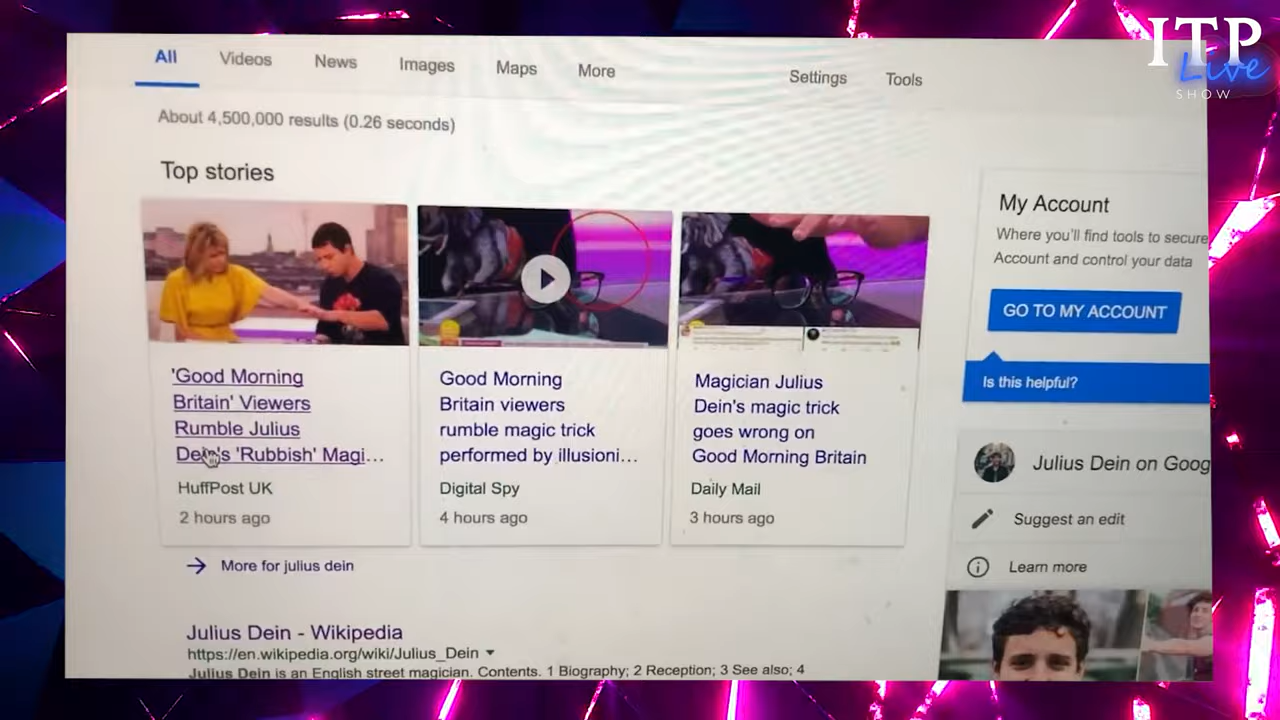 ITP
Live
SHOW
All Videos News Images Maps More Settings Tools
About 4,500,000 results (0.26 seconds)
Top stories
'Good Morning
Britain' Viewers
Rumble Julius
Dein's 'Rubbish' Magi...
HuffPost UK
2 hours ago
Good Morning
Britain viewers
rumble magic trick
performed by illusioni...
Digital Spy
4 hours ago
Magician Julius
Dein's magic trick
goes wrong on
Good Morning Britain
Daily Mail
3 hours ago
More for julius dein
Julius Dein - Wikipedia
https://en.wikipedia.org/wiki/Julius_Dein
Julius Dein is an English street magician. Contents. 1 Biography; 2 Reception; 3 See also; 4
My Account
Where you'll find tools to secure
Account and control your data
GO TO MY ACCOUNT
Is this helpful?
Julius Dein on Goog
Suggest an edit
Learn more